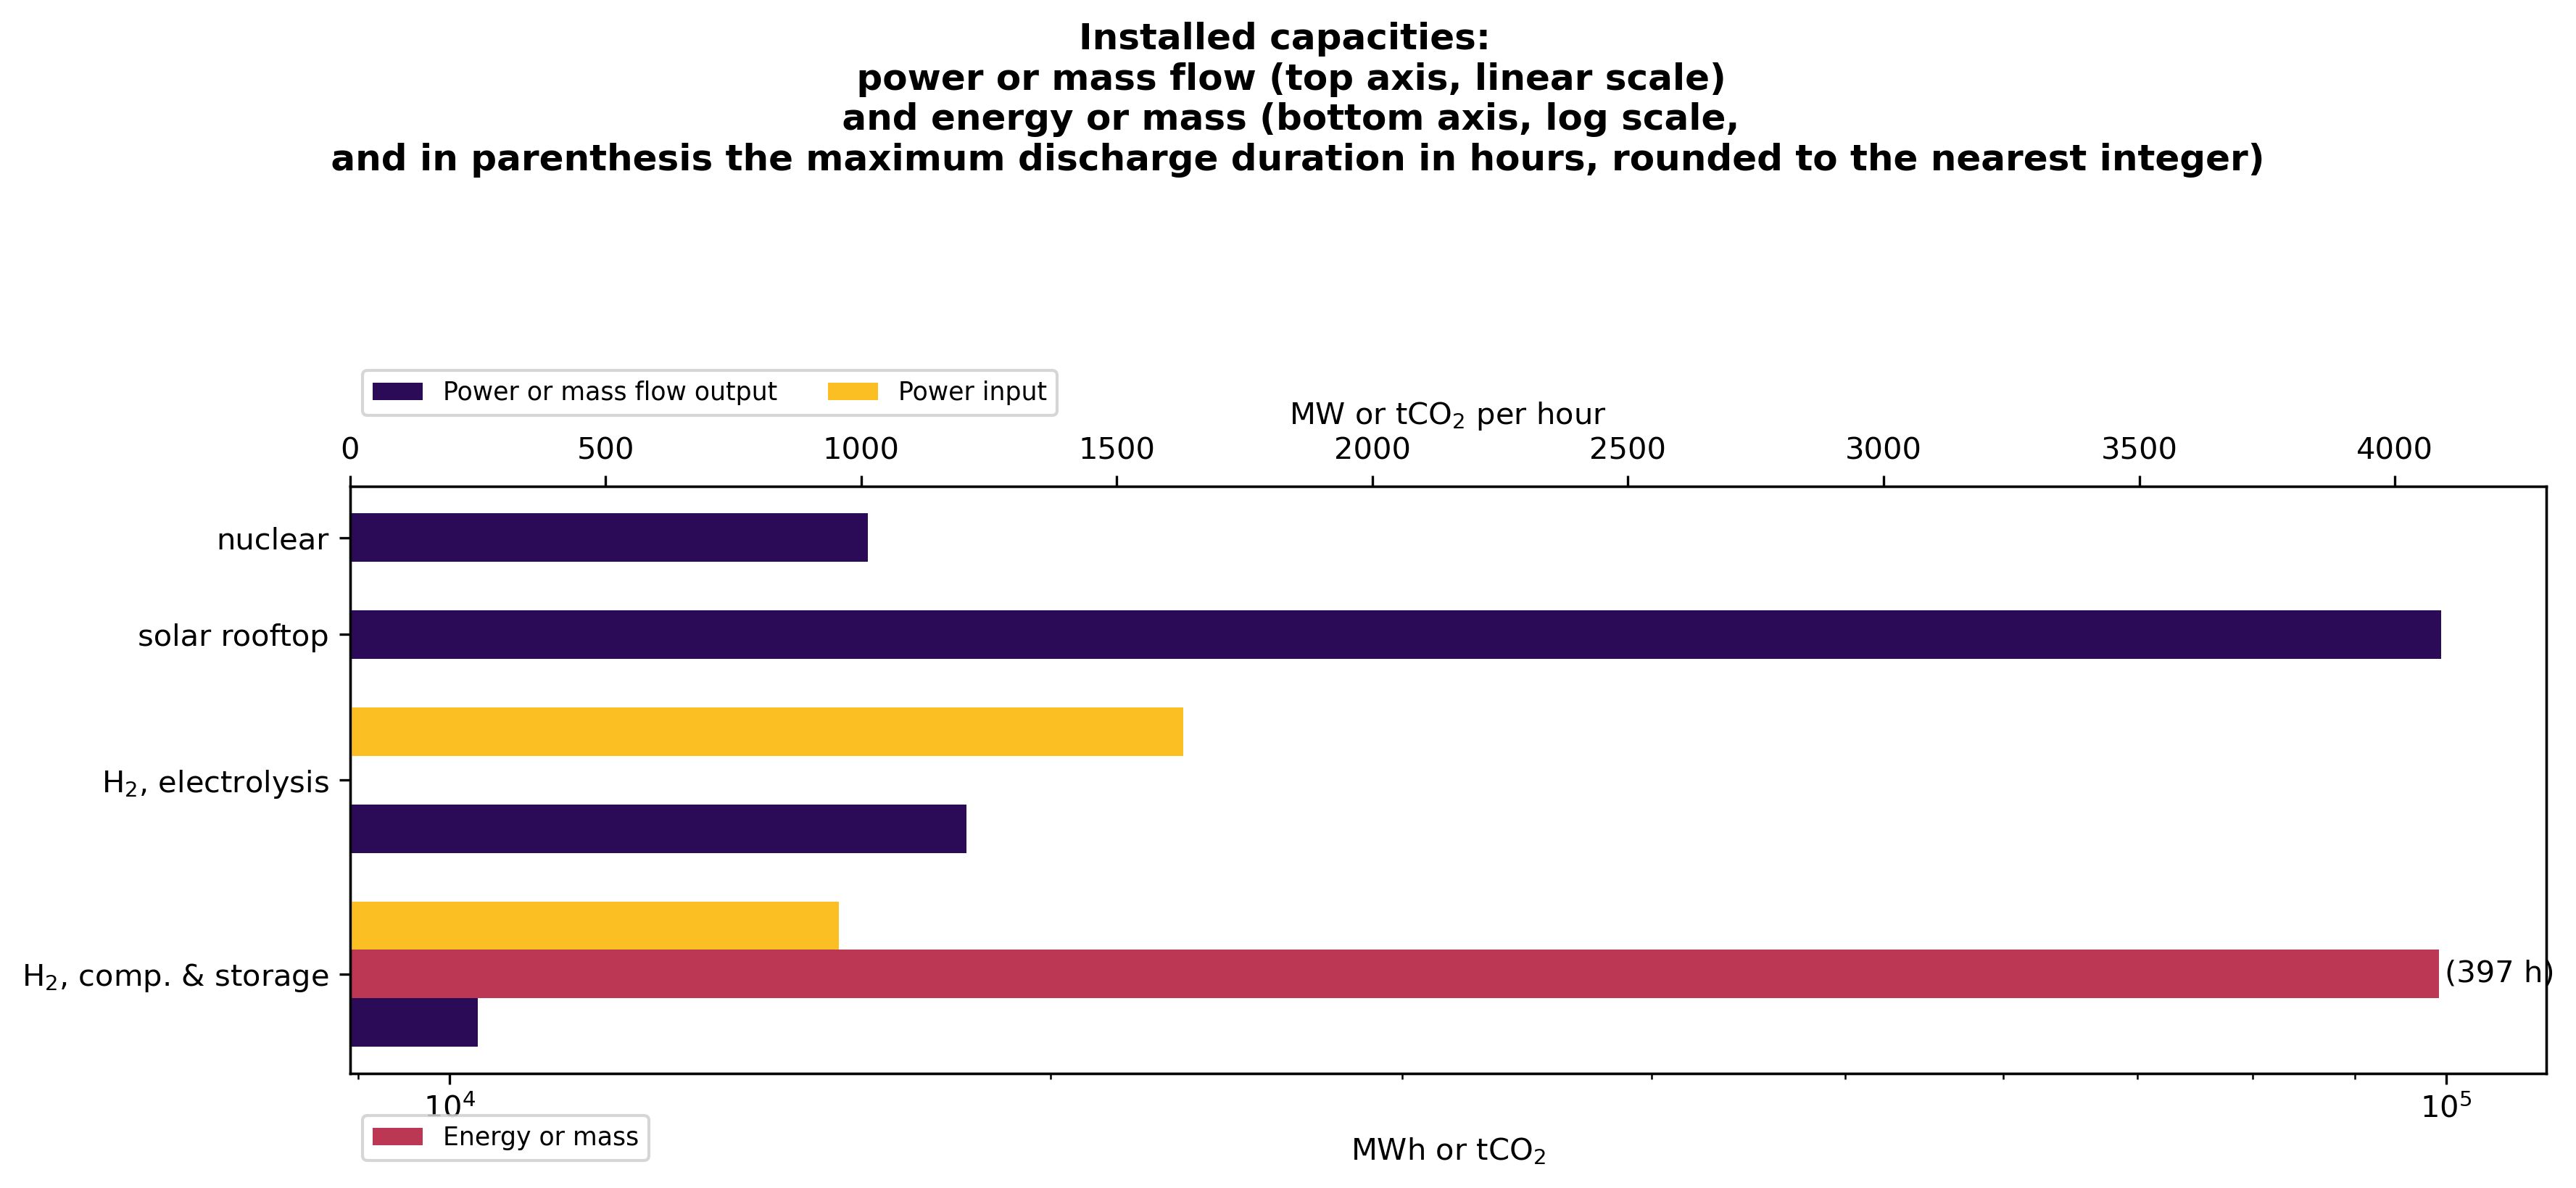 Installed capacities:
power or mass flow (top axis, linear scale)
and energy or mass (bottom axis, log scale,
and in parenthesis the maximum discharge duration in hours, rounded to the nearest integer)
Power or mass flow output Power input
MW or tCO₂ per hour
0 500 1000 1500 2000 2500 3000 3500 4000
nuclear
solar rooftop
H₂, electrolysis
H₂, comp. & storage (397 h)
10⁴ 10⁵
Energy or mass
MWh or tCO₂